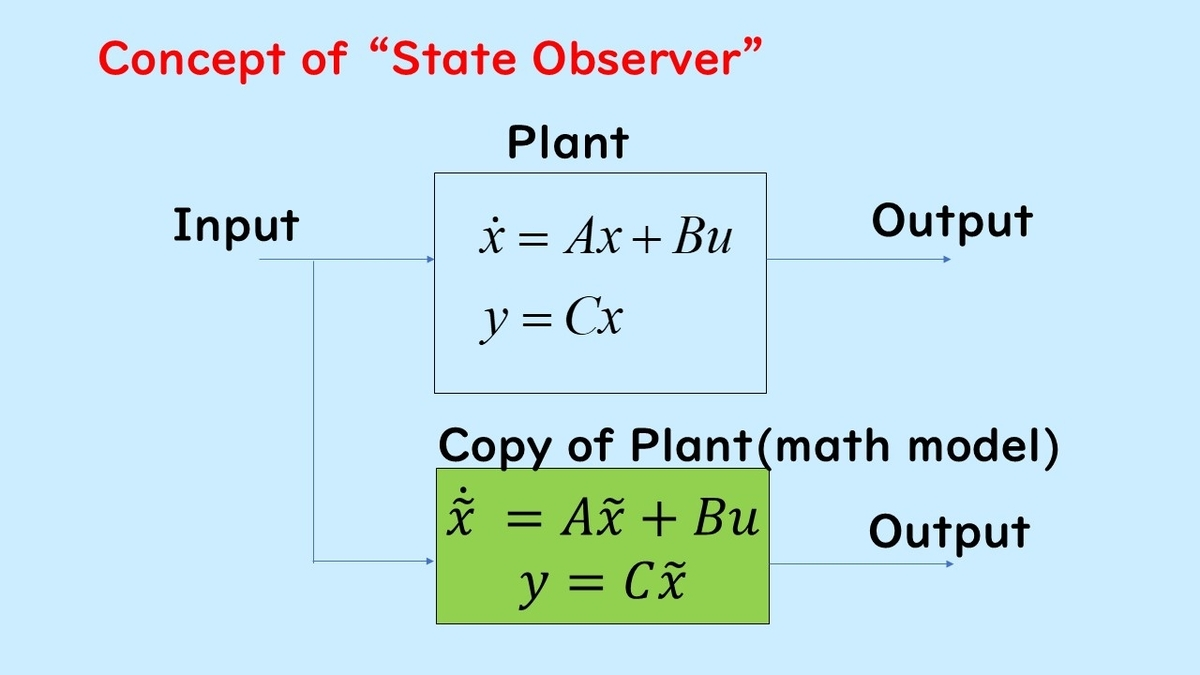 Concept of “State Observer”
Plant
Input
ẋ = Ax + Bu
Output
y = Cx
Copy of Plant(math model)
x̃̇ = Ax̃ + Bu
Output
y = Cx̃